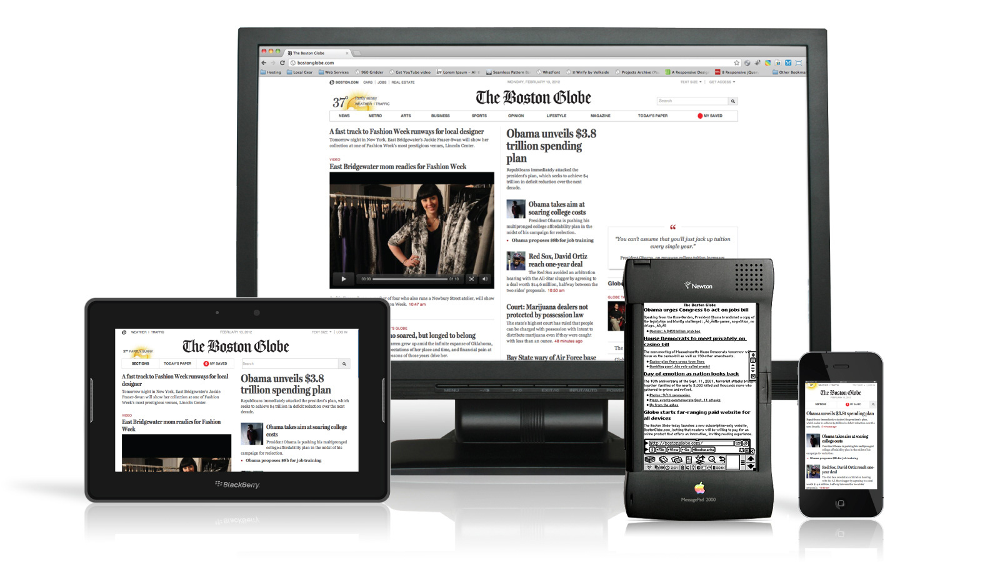 The Boston Globe
bostonglobe.com
Hosting Local Gear Web Services 960 Gridder Get YouTube video Lorem Ipsum - All Seamless Pattern WhatFont Wirify by Volkside Projects Archive A Responsive 8 Responsive Other Bookma
BOSTON.COM CARS | JOBS | REAL ESTATE
MONDAY, FEBRUARY 13, 2012
TEXT SIZE | GET ACCESS
37° Partly sunny
WEATHER | TRAFFIC
The Boston Globe
Search
NEWS METRO ARTS BUSINESS SPORTS OPINION LIFESTYLE MAGAZINE TODAY'S PAPER MY SAVED
A fast track to Fashion Week runways for local designer
Tomorrow night in New York, East Bridgewater's Jackie Fraser-Swan will show her
collection at one of Fashion Week's most prestigious venues, Lincoln Center.
VIDEO
East Bridgewater mom readies for Fashion Week
00:00 01:10
er of four who also runs a Newbury Street atelier, will show
n Week. 10:47 am
'S GLOBE
ho soared, but longed to belong
arren grew up amid the infinite expanse of Oklahoma,
pectations of her place and time, and financial pain at
essons of those years drive her.
Obama unveils $3.8
trillion spending
plan
Republicans immediately attacked the
president's plan, which seeks to achieve $4
trillion in deficit reduction over the next
decade.
Obama takes aim at
soaring college costs
President Obama is pushing his
multipronged college affordability plan in the
midst of his campaign for reelection.
• Obama proposes $8b for job training
Red Sox, David Ortiz
reach one-year deal
The Red Sox avoided an arbitration
hearing with the All-Star slugger by agreeing to
a deal worth $14.6 million, halfway between the
two sides' proposals. 10:50 am
Court: Marijuana dealers not
protected by possession law
The state's highest court has ruled that people
can be charged with possession with intent to
distribute marijuana even if they were caught
with less than an ounce. 48 minutes ago
Bay State wary of Air Force base
“
“You can't assume that you'll just jack up tuition
every single year.”
President Obama, on runaway college tuition increases
Glob
GLOBE TA
The
Gl
MENU EXIT INPUT/AUTO POWER
WEATHER | TRAFFIC
FEBRUARY 13, 2012
TEXT SIZE | LOG IN
37° PARTLY SUNNY
The Boston Globe
SECTIONS TODAY'S PAPER 0 MY SAVED Search
A fast track to Fashion Week runways for local
designer
Tomorrow night in New York, East Bridgewater's Jackie
Fraser-Swan will show her collection at one of Fashion
Week's most prestigious venues, Lincoln Center.
VIDEO
East Bridgewater mom readies for Fashion
Week
Obama unveils $3.8
trillion spending plan
Republicans immediately attacked the president's plan, which
seeks to achieve $4 trillion in deficit reduction over the next
decade.
Obama takes aim at soaring college
costs
President Obama is pushing his multipronged
college affordability plan in the midst of his
campaign for reelection.
• Obama proposes $8b for job training
BlackBerry
Newton
The Boston Globe
Obama urges Congress to act on jobs bill
Speaking from the Rose Garden, President Obama brandished a copy of
the legislation and bluntly challenged: ‚Äö,Äò‚ÄôNo games, no politics, no
delays.‚Äö,Äö
• Opinion: A $450 billion grab bag
House Democrats to meet privately on
casino bill
The noon meeting of Massachusetts House Democrats tomorrow will
focus on the casino bill as well as 150 other amendments.
• Casino-plan fears cross town lines
• Gambling panel‚Äôs role called crucial
Day of emotion as nation looks back
The 10th anniversary of the Sept. 11, 2001, terrorist attacks brought
together families of the nearly 3,000 killed and thousands more who
gathered to grieve and reflect.
• Photos: 9/11 ceremonies
• Mass. events commemorate Sept. 11 attacks
• Up from the ashes
Globe starts far-ranging paid website for
all devices
The Boston Globe today launches a new subscription-only website,
BostonGlobe.com, betting that readers will be willing to pay for an
online product that offers an innovative, inviting reading experience.
http://bostonglobe.com/
i File View Go Bookmarks
2:01 304K
MessagePad 2000
37° WEATHER | TRAFFIC TEXT SIZE | LOG IN
The Boston Globe
FEBRUARY 13, 2012
SECTIONS MY SAVED
Obama unveils $3.8t spending plan
Republicans immediately attacked the president's plan,
which seeks to achieve $4 trillion in deficit reduction over the
next decade.
Obama takes aim at soaring
college costs
President Obama is pushing his
multipronged college affordability plan in the
midst of his campaign for reelection.
• Obama proposes $8b for job training
Red Sox, David Ortiz reach one-
year deal
The Red Sox avoided an arbitration
hearing with the All-Star slugger by agreeing to a deal
worth $14.6 million, halfway between the two sides'
proposals. 10:50 am